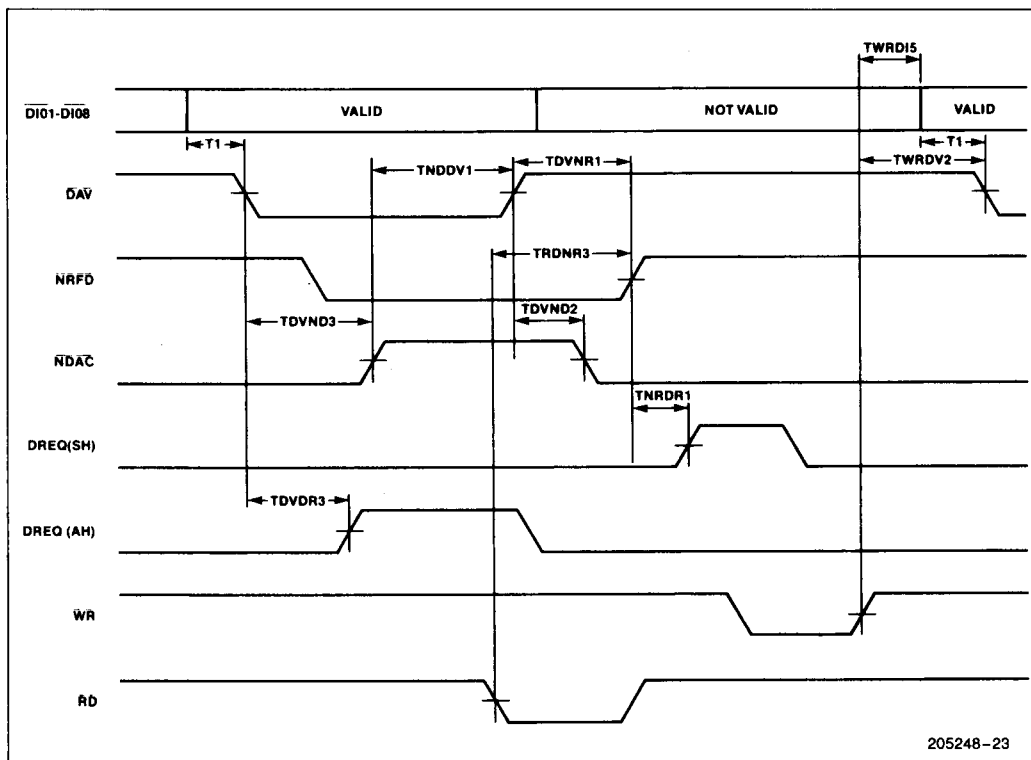 TWRDI5
DI01-DI08 VALID NOT VALID VALID
T1 T1
TNDDV1 TDVNR1 TWRDV2
DAV
TRDNR3
NRFD
TDVND3 TDVND2
NDAC
TNRDR1
DREQ(SH)
TDVDR3
DREQ (AH)
WR
RD
205248-23